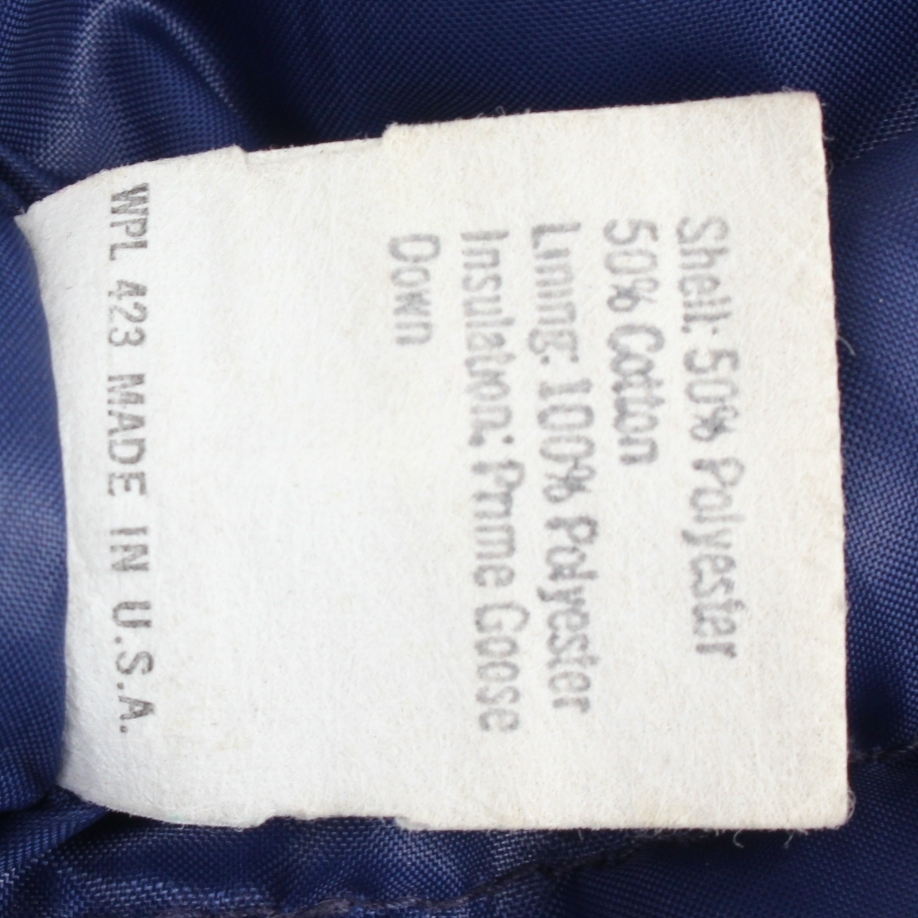 Shell: 50% Polyester
50% Cotton
Lining: 100% Polyester
Insulation: Prime Goose
Down
WPL 423 MADE IN U.S.A.